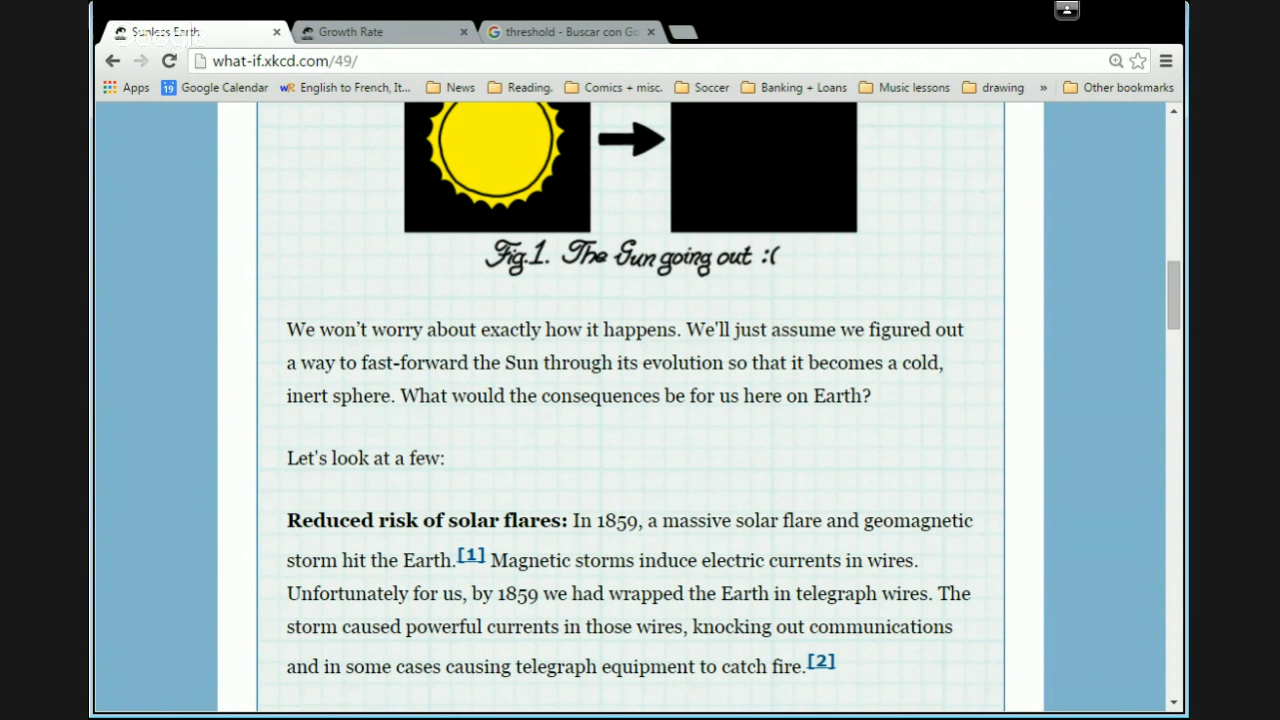 Sunless Earth
Growth Rate
threshold - Buscar con Go
what-if.xkcd.com/49/
Apps
19
Google Calendar
English to French, It...
News
Reading.
Comics + misc.
Soccer
Banking + Loans
Music lessons
drawing
»
Other bookmarks
Fig.1. The Sun going out :(
We won't worry about exactly how it happens. We'll just assume we figured out
a way to fast-forward the Sun through its evolution so that it becomes a cold,
inert sphere. What would the consequences be for us here on Earth?
Let's look at a few:
Reduced risk of solar flares: In 1859, a massive solar flare and geomagnetic
storm hit the Earth.[1] Magnetic storms induce electric currents in wires.
Unfortunately for us, by 1859 we had wrapped the Earth in telegraph wires. The
storm caused powerful currents in those wires, knocking out communications
and in some cases causing telegraph equipment to catch fire.[2]